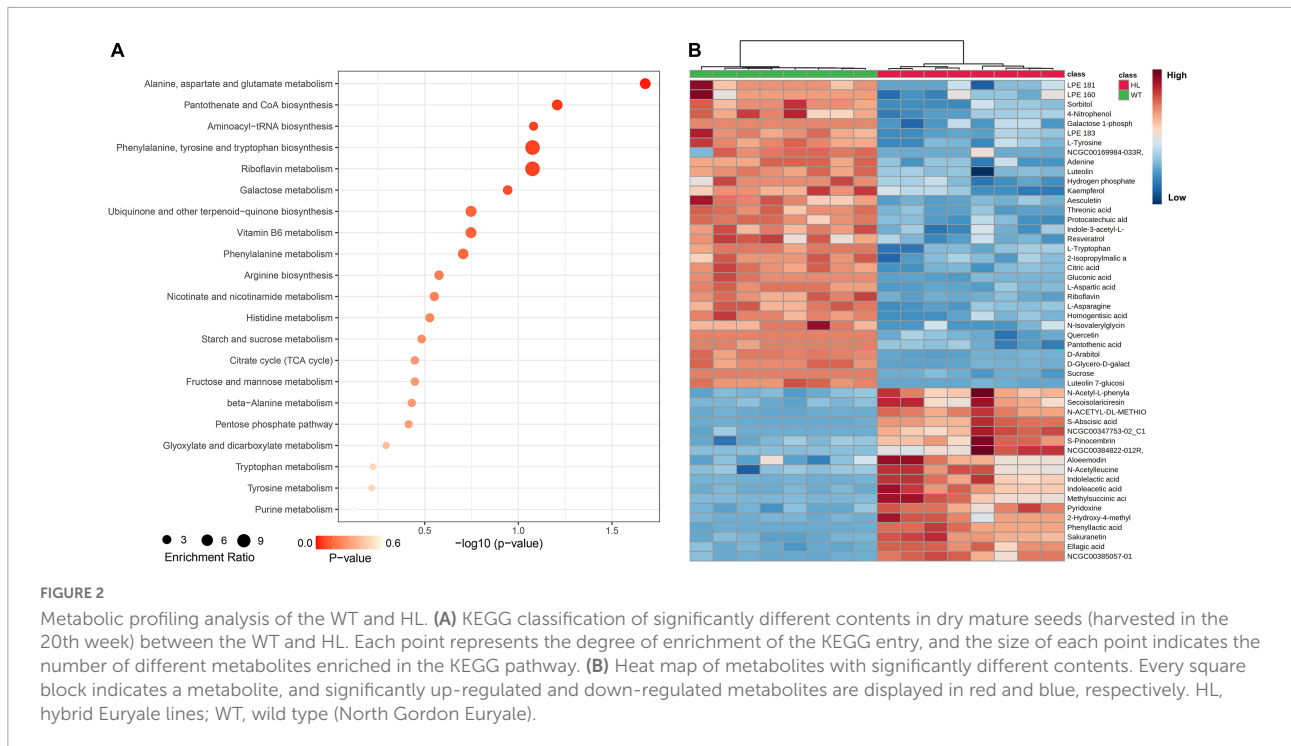 A
Alanine, aspartate and glutamate metabolism
Pantothenate and CoA biosynthesis
Aminoacyl−tRNA biosynthesis
Phenylalanine, tyrosine and tryptophan biosynthesis
Riboflavin metabolism
Galactose metabolism
Ubiquinone and other terpenoid−quinone biosynthesis
Vitamin B6 metabolism
Phenylalanine metabolism
Arginine biosynthesis
Nicotinate and nicotinamide metabolism
Histidine metabolism
Starch and sucrose metabolism
Citrate cycle (TCA cycle)
Fructose and mannose metabolism
beta−Alanine metabolism
Pentose phosphate pathway
Glyoxylate and dicarboxylate metabolism
Tryptophan metabolism
Tyrosine metabolism
Purine metabolism
0.5 1.0 1.5
−log10 (p−value)
3 6 9
Enrichment Ratio
0.0 0.6
P−value
B
class
LPE 181
LPE 160
Sorbitol
4-Nitrophenol
Galactose 1-phosph
LPE 183
L-Tyrosine
NCGC00169984-033R,
Adenine
Luteolin
Hydrogen phosphate
Kaempferol
Aesculetin
Threonic acid
Protocatechuic ald
Indole-3-acetyl-L-
Resveratrol
L-Tryptophan
2-Isopropylmalic a
Citric acid
Gluconic acid
L-Aspartic acid
Riboflavin
L-Asparagine
Homogentisic acid
N-Isovalerylglycin
Quercetin
Pantothenic acid
D-Arabitol
D-Glycero-D-galact
Sucrose
Luteolin 7-glucosi
N-Acetyl-L-phenyla
Secoisolariciresin
N-ACETYL-DL-METHIO
S-Abscisic acid
NCGC00347753-02_C1
S-Pinocembrin
NCGC00384822-012R,
Aloeemodin
N-Acetylleucine
Indolelactic acid
Indoleacetic acid
Methylsuccinic aci
Pyridoxine
2-Hydroxy-4-methyl
Phenyllactic acid
Sakuranetin
Ellagic acid
NCGC00385057-01
class
HL
WT
High
Low
FIGURE 2
Metabolic profiling analysis of the WT and HL. (A) KEGG classification of significantly different contents in dry mature seeds (harvested in the
20th week) between the WT and HL. Each point represents the degree of enrichment of the KEGG entry, and the size of each point indicates the
number of different metabolites enriched in the KEGG pathway. (B) Heat map of metabolites with significantly different contents. Every square
block indicates a metabolite, and significantly up-regulated and down-regulated metabolites are displayed in red and blue, respectively. HL,
hybrid Euryale lines; WT, wild type (North Gordon Euryale).